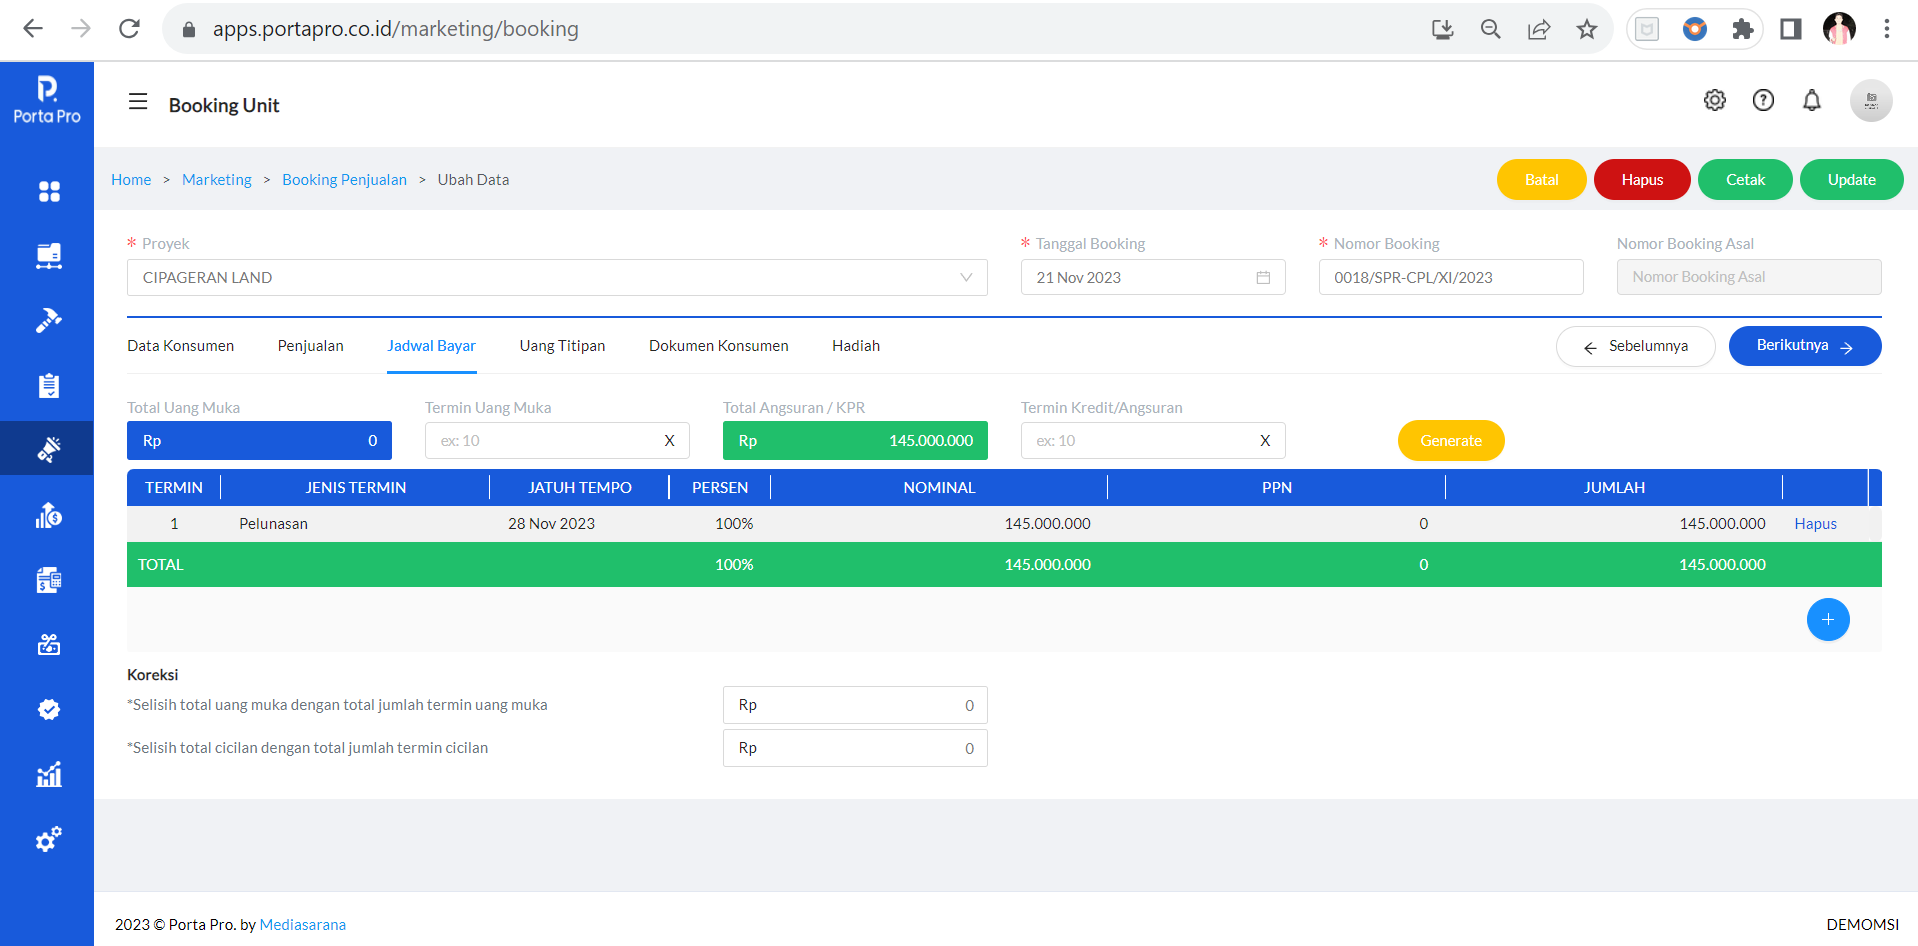 apps.portapro.co.id/marketing/booking
Porta Pro
Booking Unit
Home > Marketing > Booking Penjualan > Ubah Data
Batal Hapus Cetak Update
* Proyek * Tanggal Booking * Nomor Booking Nomor Booking Asal
CIPAGERAN LAND 21 Nov 2023 0018/SPR-CPL/XI/2023 Nomor Booking Asal
Data Konsumen Penjualan Jadwal Bayar Uang Titipan Dokumen Konsumen Hadiah
← Sebelumnya Berikutnya →
Total Uang Muka Termin Uang Muka Total Angsuran / KPR Termin Kredit/Angsuran
Rp 0 ex: 10 X Rp 145.000.000 ex: 10 X Generate
TERMIN JENIS TERMIN JATUH TEMPO PERSEN NOMINAL PPN JUMLAH
1 Pelunasan 28 Nov 2023 100% 145.000.000 0 145.000.000 Hapus
TOTAL 100% 145.000.000 0 145.000.000
+
Koreksi
*Selisih total uang muka dengan total jumlah termin uang muka Rp 0
*Selisih total cicilan dengan total jumlah termin cicilan Rp 0
2023 © Porta Pro. by Mediasarana
DEMOMSI